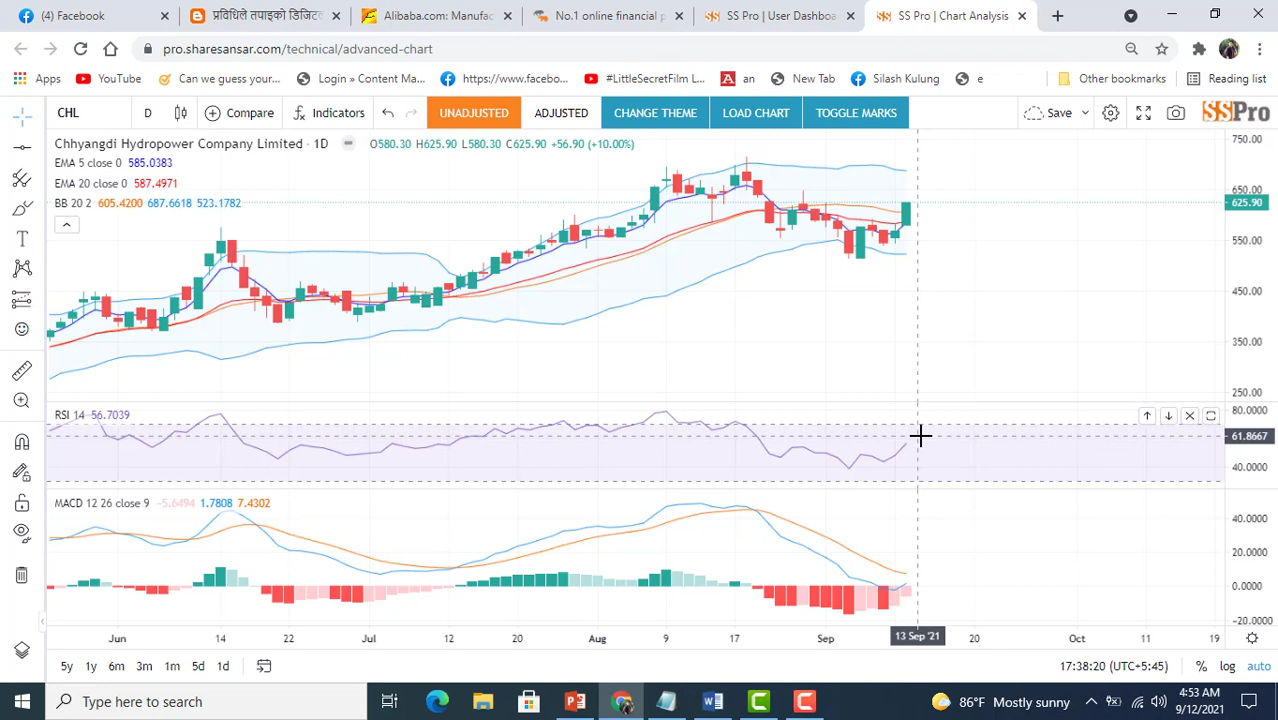 (4) Facebook
प्रविधिले तपाइको डिजिटल
Alibaba.com: Manufac
No.1 online financial p
SS Pro | User Dashboa
SS Pro | Chart Analysis
pro.sharesansar.com/technical/advanced-chart
Apps
YouTube
Can we guess your...
Login » Content Ma...
https://www.facebo...
#LittleSecretFilm L...
an
New Tab
Silash Kulung
e
Other bookmarks
Reading list
CHL
D
Compare
Indicators
UNADJUSTED
ADJUSTED
CHANGE THEME
LOAD CHART
TOGGLE MARKS
Save
SSPro
Chhyangdi Hydropower Company Limited · 1D
O580.30 H625.90 L580.30 C625.90 +56.90 (+10.00%)
EMA 5 close 0 585.0383
EMA 20 close 0 587.4971
BB 20 2 605.4200 687.6618 523.1782
750.00
650.00
625.90
550.00
450.00
350.00
250.00
RSI 14 56.7039
80.0000
61.8667
40.0000
MACD 12 26 close 9 -5.6494 1.7808 7.4302
40.0000
20.0000
0.0000
-20.0000
Jun 14 22 Jul 12 20 Aug 9 17 Sep 13 Sep '21 20 Oct 11 19
5y 1y 6m 3m 1m 5d 1d
17:38:20 (UTC+5:45) % log auto
Type here to search
86°F Mostly sunny
4:53 AM
9/12/2021